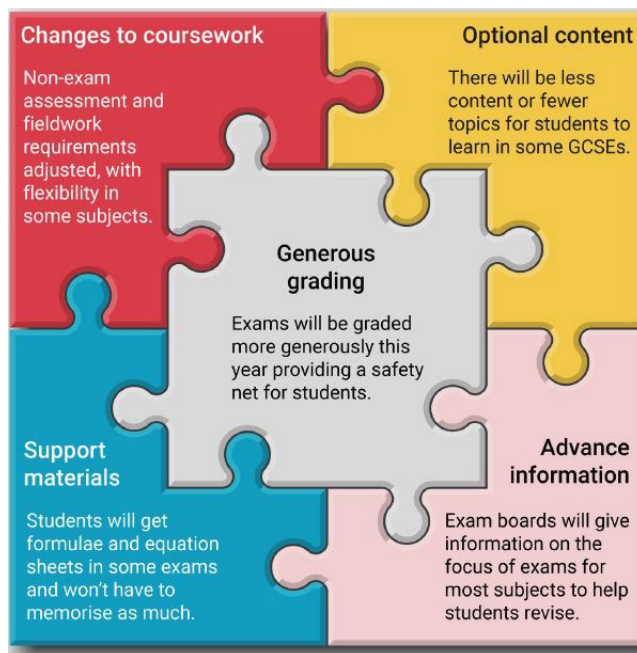 Changes to coursework
Non-exam
assessment and
fieldwork
requirements
adjusted, with
flexibility in
some subjects.
Optional content
There will be less
content or fewer
topics for students to
learn in some GCSEs.
Generous
grading
Exams will be graded
more generously this
year providing a safety
net for students.
Support
materials
Students will get
formulae and equation
sheets in some exams
and won't have to
memorise as much.
Advance
information
Exam boards will give
information on the
focus of exams for
most subjects to help
students revise.